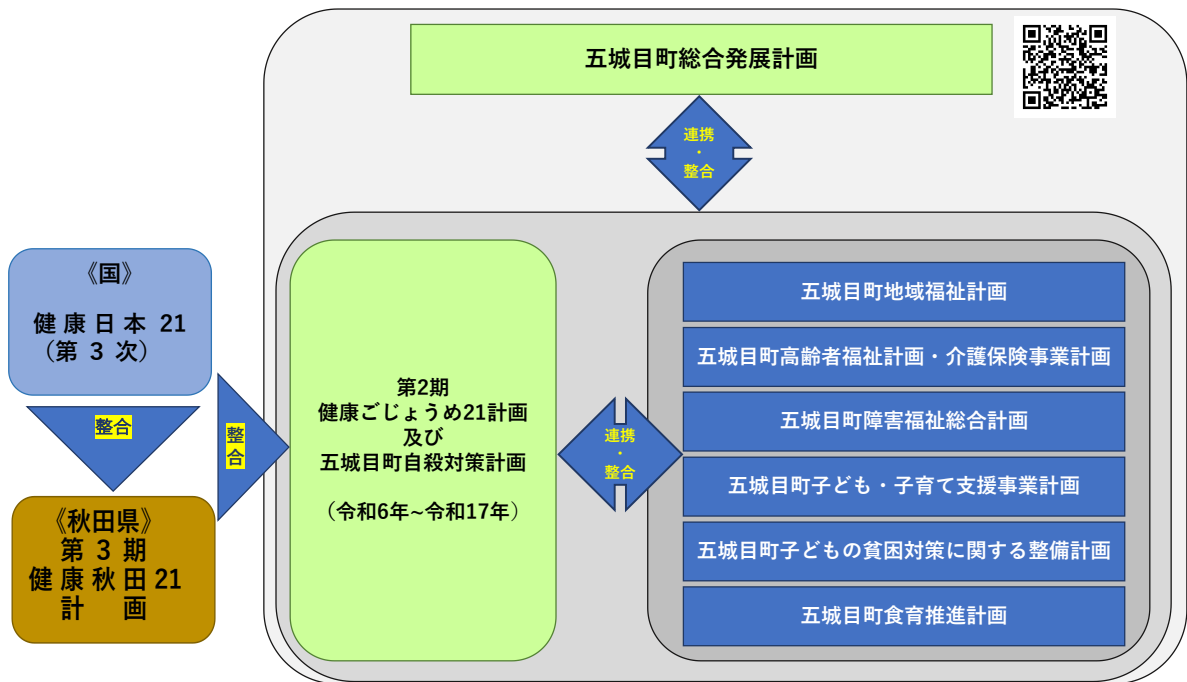 五城目町総合発展計画
連携
・
整合
《国》
健康日本 21
（第 3 次）
整合
《秋田県》
第 3 期
健康秋田 21
計 画
整
合
第2期
健康ごじょうめ21計画
及び
五城目町自殺対策計画
（令和6年~令和17年）
連携
・
整合
五城目町地域福祉計画
五城目町高齢者福祉計画・介護保険事業計画
五城目町障害福祉総合計画
五城目町子ども・子育て支援事業計画
五城目町子どもの貧困対策に関する整備計画
五城目町食育推進計画